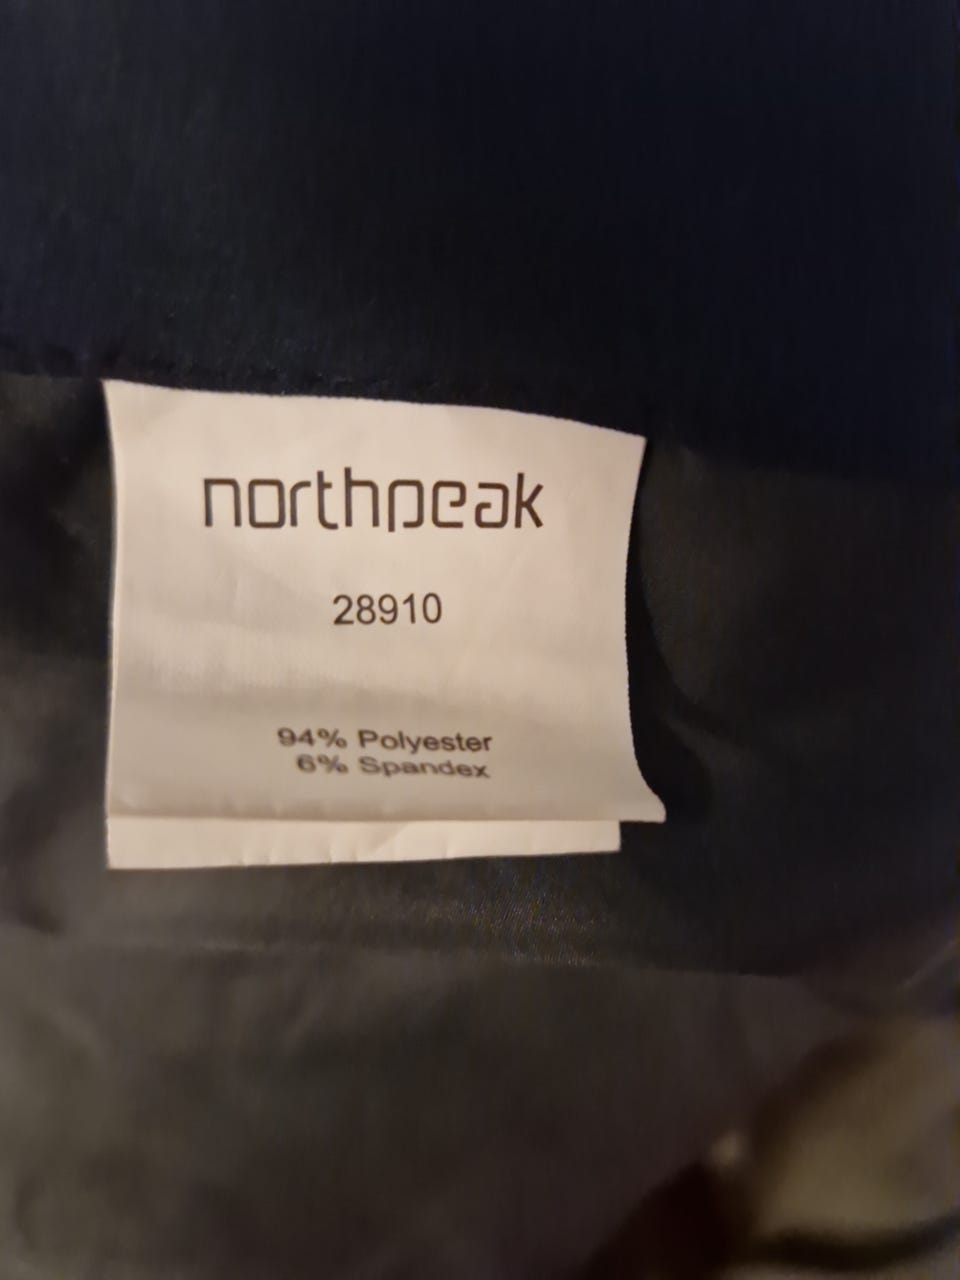 northpeak
28910
94% Polyester
6% Spandex